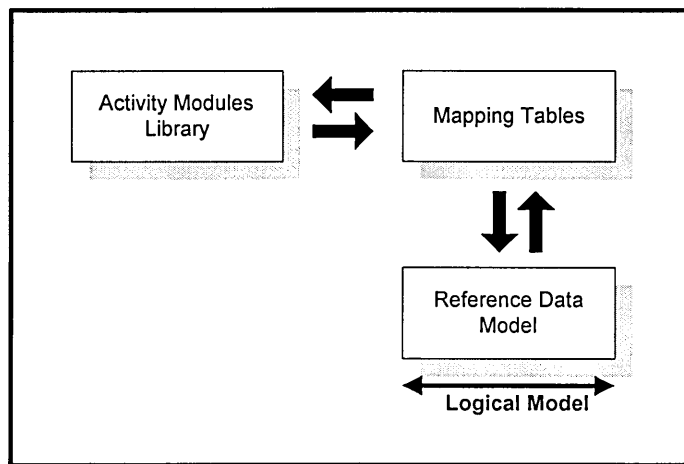 Activity Modules
Library
Mapping Tables
Reference Data
Model
Logical Model